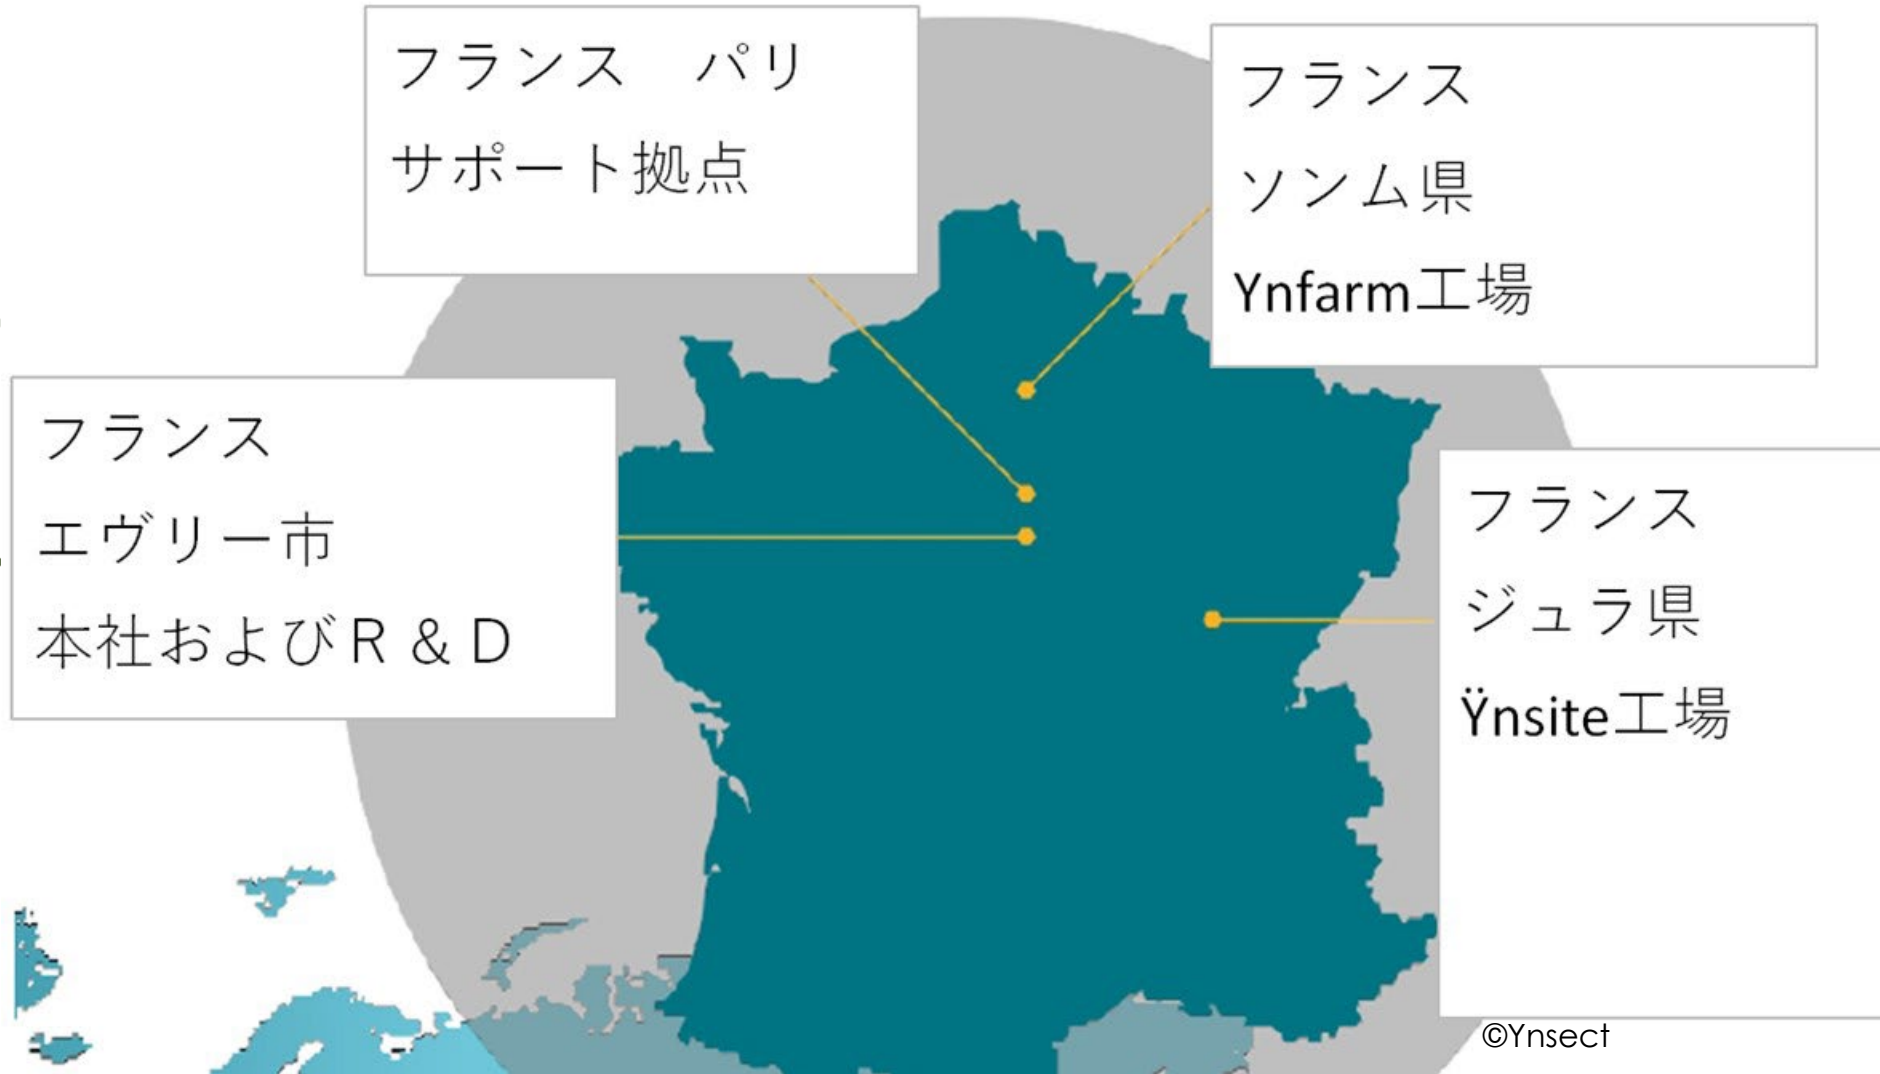 フランス　パリ
サポート拠点
フランス
ソンム県
Ynfarm工場
フランス
エヴリー市
本社およびR＆D
フランス
ジュラ県
Ÿnsite工場
©Ynsect